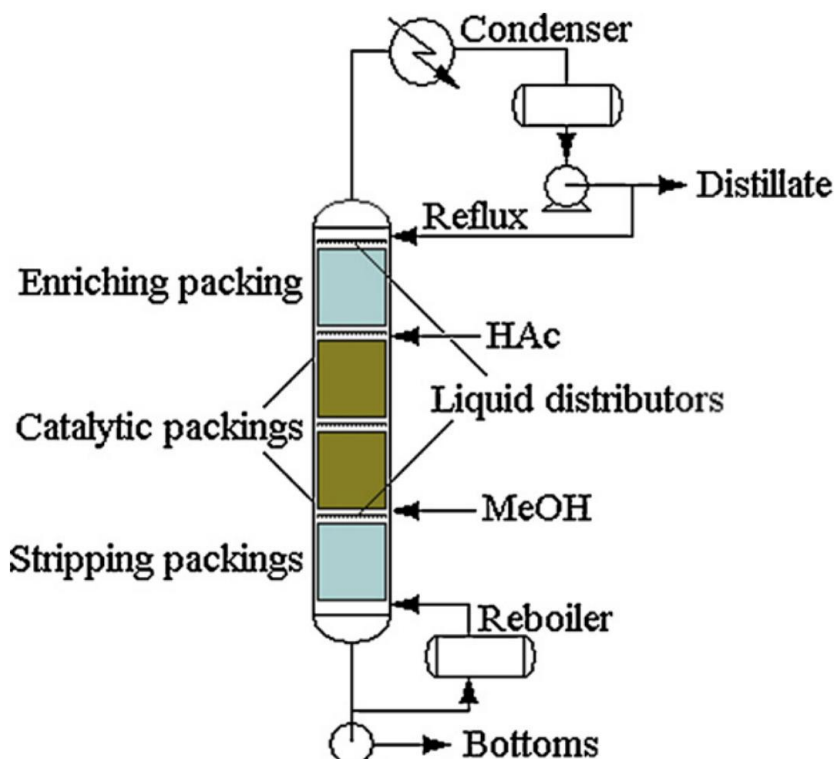 Condenser
Distillate
Reflux
Enriching packing
HAc
Liquid distributors
Catalytic packings
MeOH
Stripping packings
Reboiler
Bottoms